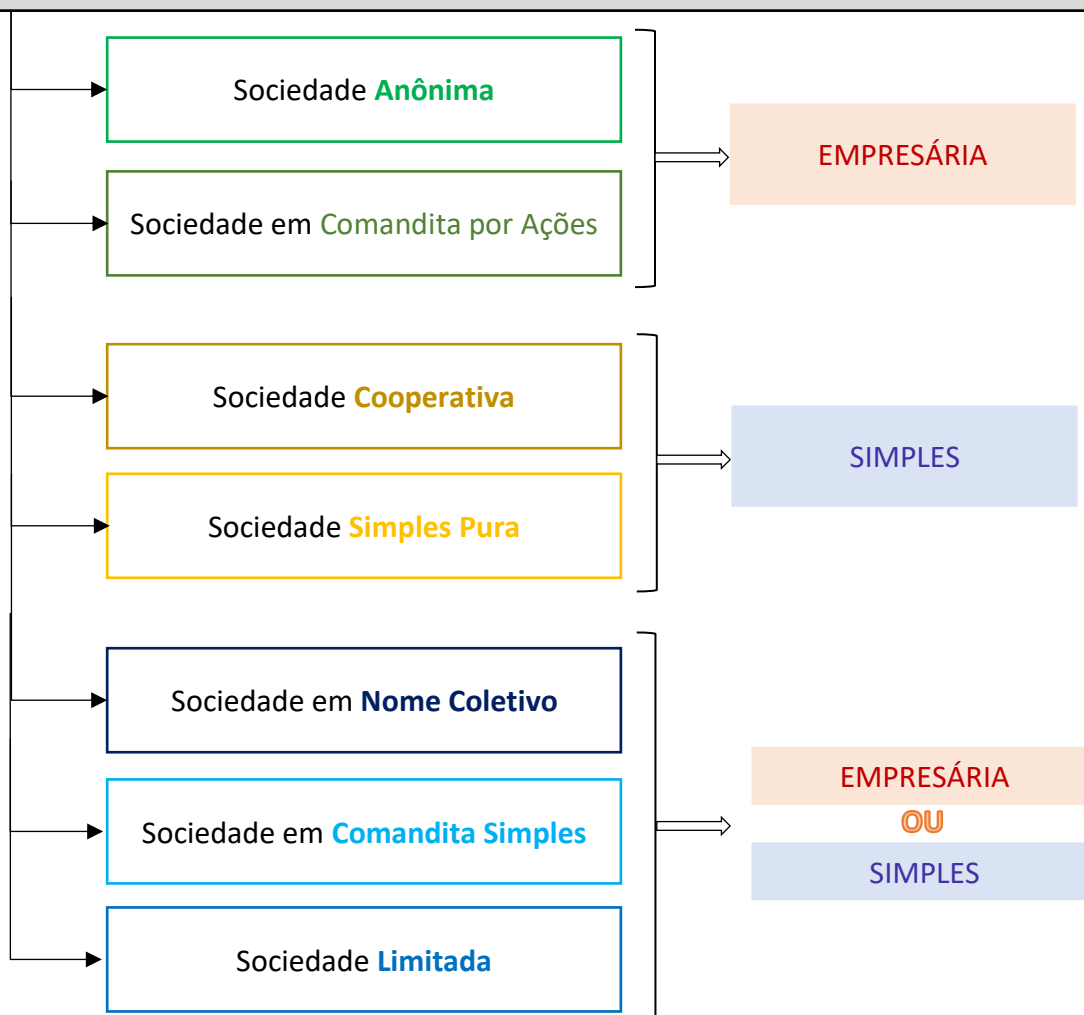 Sociedade Anônima
EMPRESÁRIA
Sociedade em Comandita por Ações
Sociedade Cooperativa
SIMPLES
Sociedade Simples Pura
Sociedade em Nome Coletivo
EMPRESÁRIA
OU
Sociedade em Comandita Simples
SIMPLES
Sociedade Limitada